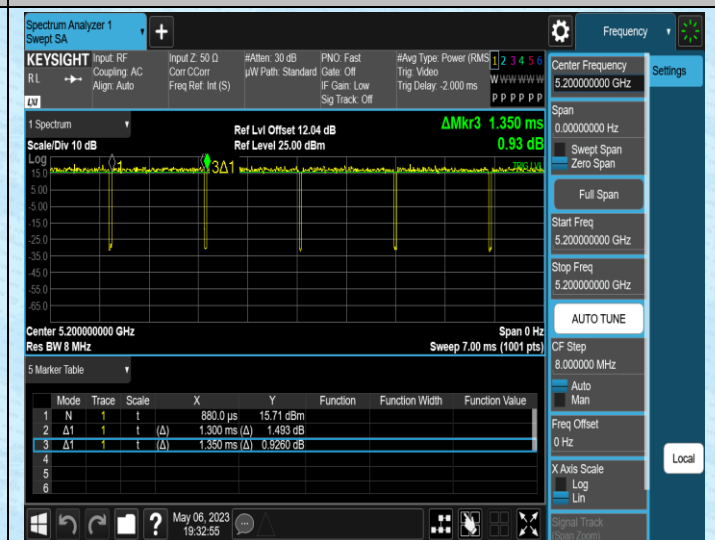 Spectrum Analyzer 1
Swept SA
+
Frequency
KEYSIGHT
Input: RF
Input Z: 50 Ω
#Atten: 30 dB
PNO: Fast
#Avg Type: Power (RMS
1 2 3 4 5 6
RL
Coupling: AC
Corr CCorr
µW Path: Standard
Gate: Off
Trig: Video
W W W W W W
Align: Auto
Freq Ref: Int (S)
IF Gain: Low
Trig Delay: -2.000 ms
LXI
Sig Track: Off
P P P P P P
Center Frequency
5.200000000 GHz
Settings
Span
0.00000000 Hz
Swept Span
Zero Span
Full Span
Start Freq
5.200000000 GHz
Stop Freq
5.200000000 GHz
AUTO TUNE
CF Step
8.000000 MHz
Auto
Man
Freq Offset
0 Hz
X Axis Scale
Log
Lin
Signal Track
(Span Zoom)
Local
1 Spectrum
Ref Lvl Offset 12.04 dB
ΔMkr3 1.350 ms
Scale/Div 10 dB
Ref Level 25.00 dBm
0.93 dB
Log
1
3Δ1
TRIG LVL
15.0
5.00
-5.00
-15.0
-25.0
-35.0
-45.0
-55.0
-65.0
Center 5.200000000 GHz
Span 0 Hz
Res BW 8 MHz
Sweep 7.00 ms (1001 pts)
5 Marker Table
Mode Trace Scale X Y Function Function Width Function Value
1 N 1 t 880.0 µs 15.71 dBm
2 Δ1 1 t (Δ) 1.300 ms (Δ) 1.493 dB
3 Δ1 1 t (Δ) 1.350 ms (Δ) 0.9260 dB
4
5
6
?
May 06, 2023
19:32:55